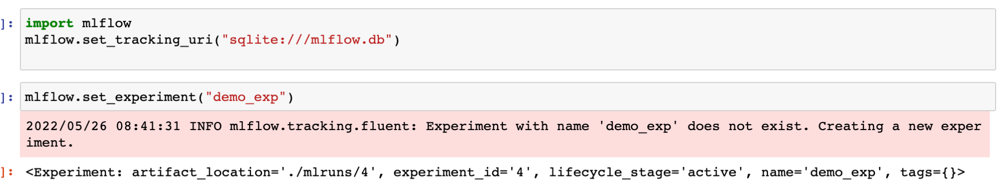 ]: import mlflow
mlflow.set_tracking_uri("sqlite:///mlflow.db")
]: mlflow.set_experiment("demo_exp")
2022/05/26 08:41:31 INFO mlflow.tracking.fluent: Experiment with name 'demo_exp' does not exist. Creating a new exper
iment.
]: <Experiment: artifact_location='./mlruns/4', experiment_id='4', lifecycle_stage='active', name='demo_exp', tags={}>